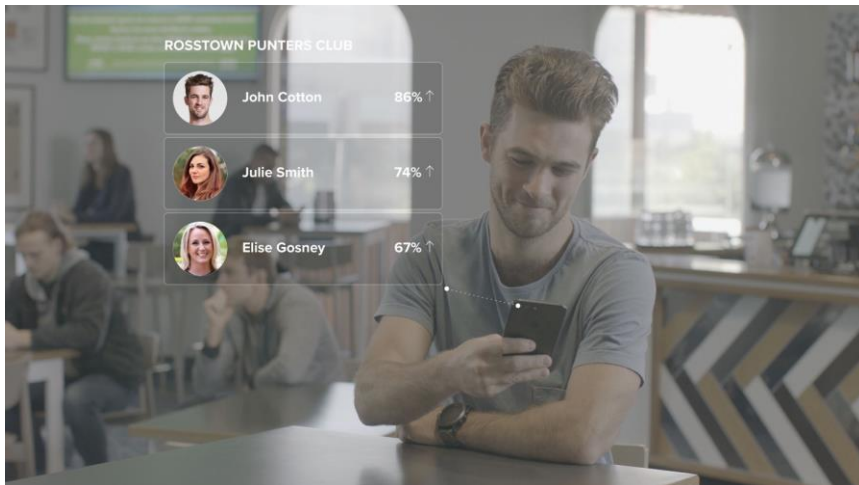 ROSSTOWN PUNTERS CLUB
John Cotton 86%↑
Julie Smith 74%↑
Elise Gosney 67%↑